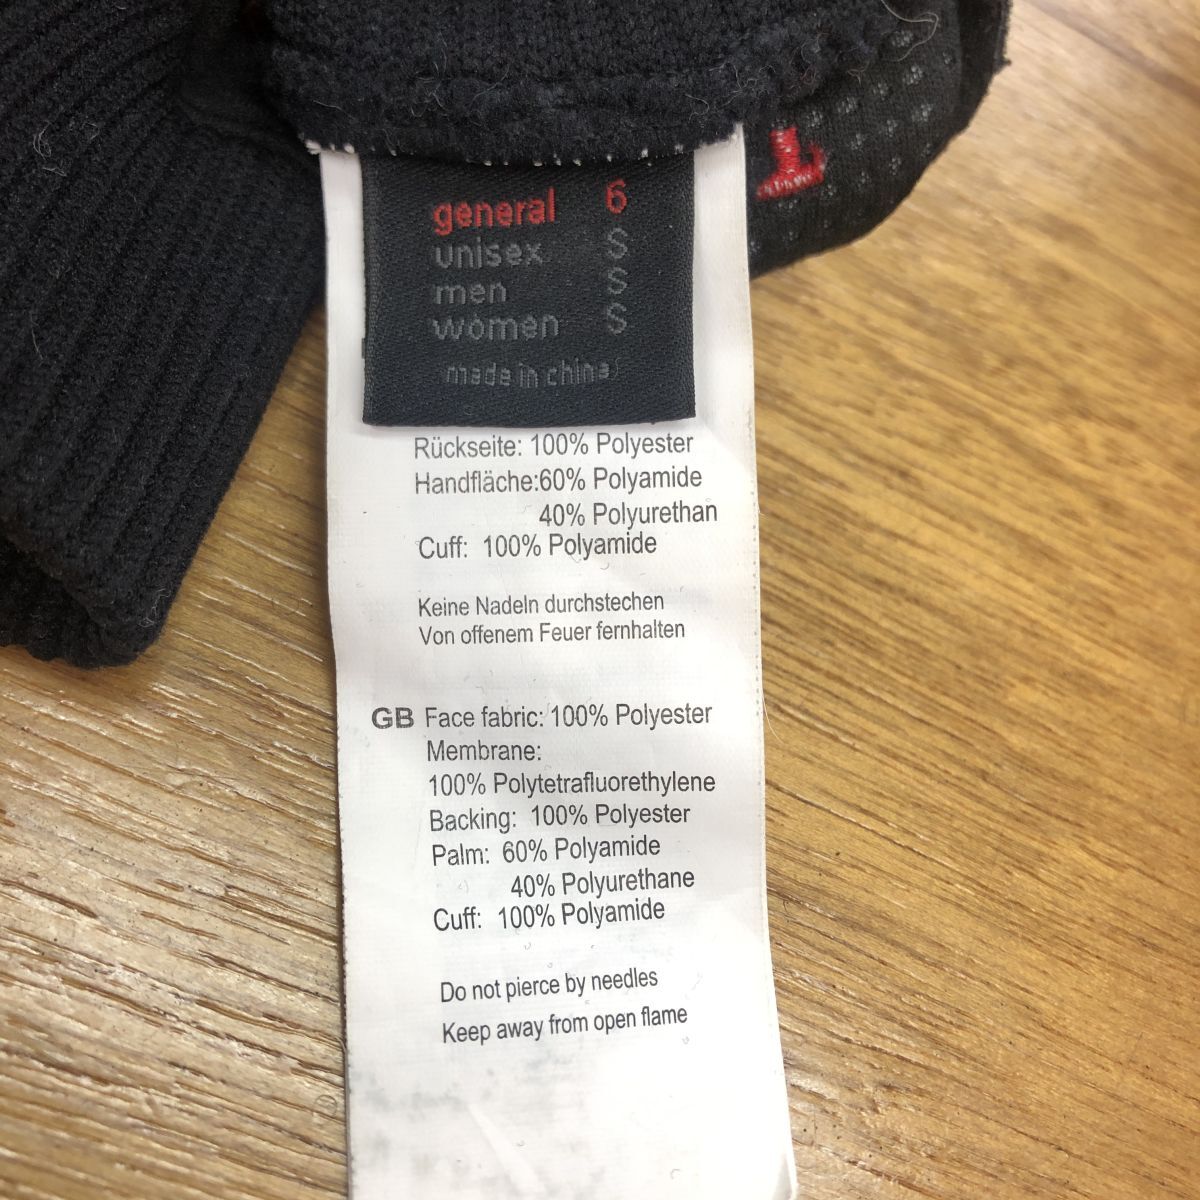 general 6
unisex S
men S
women S
made in china
Rückseite: 100% Polyester
Handfläche:60% Polyamide
40% Polyurethan
Cuff: 100% Polyamide
Keine Nadeln durchstechen
Von offenem Feuer fernhalten
GB Face fabric: 100% Polyester
Membrane:
100% Polytetrafluorethylene
Backing: 100% Polyester
Palm: 60% Polyamide
40% Polyurethane
Cuff: 100% Polyamide
Do not pierce by needles
Keep away from open flame